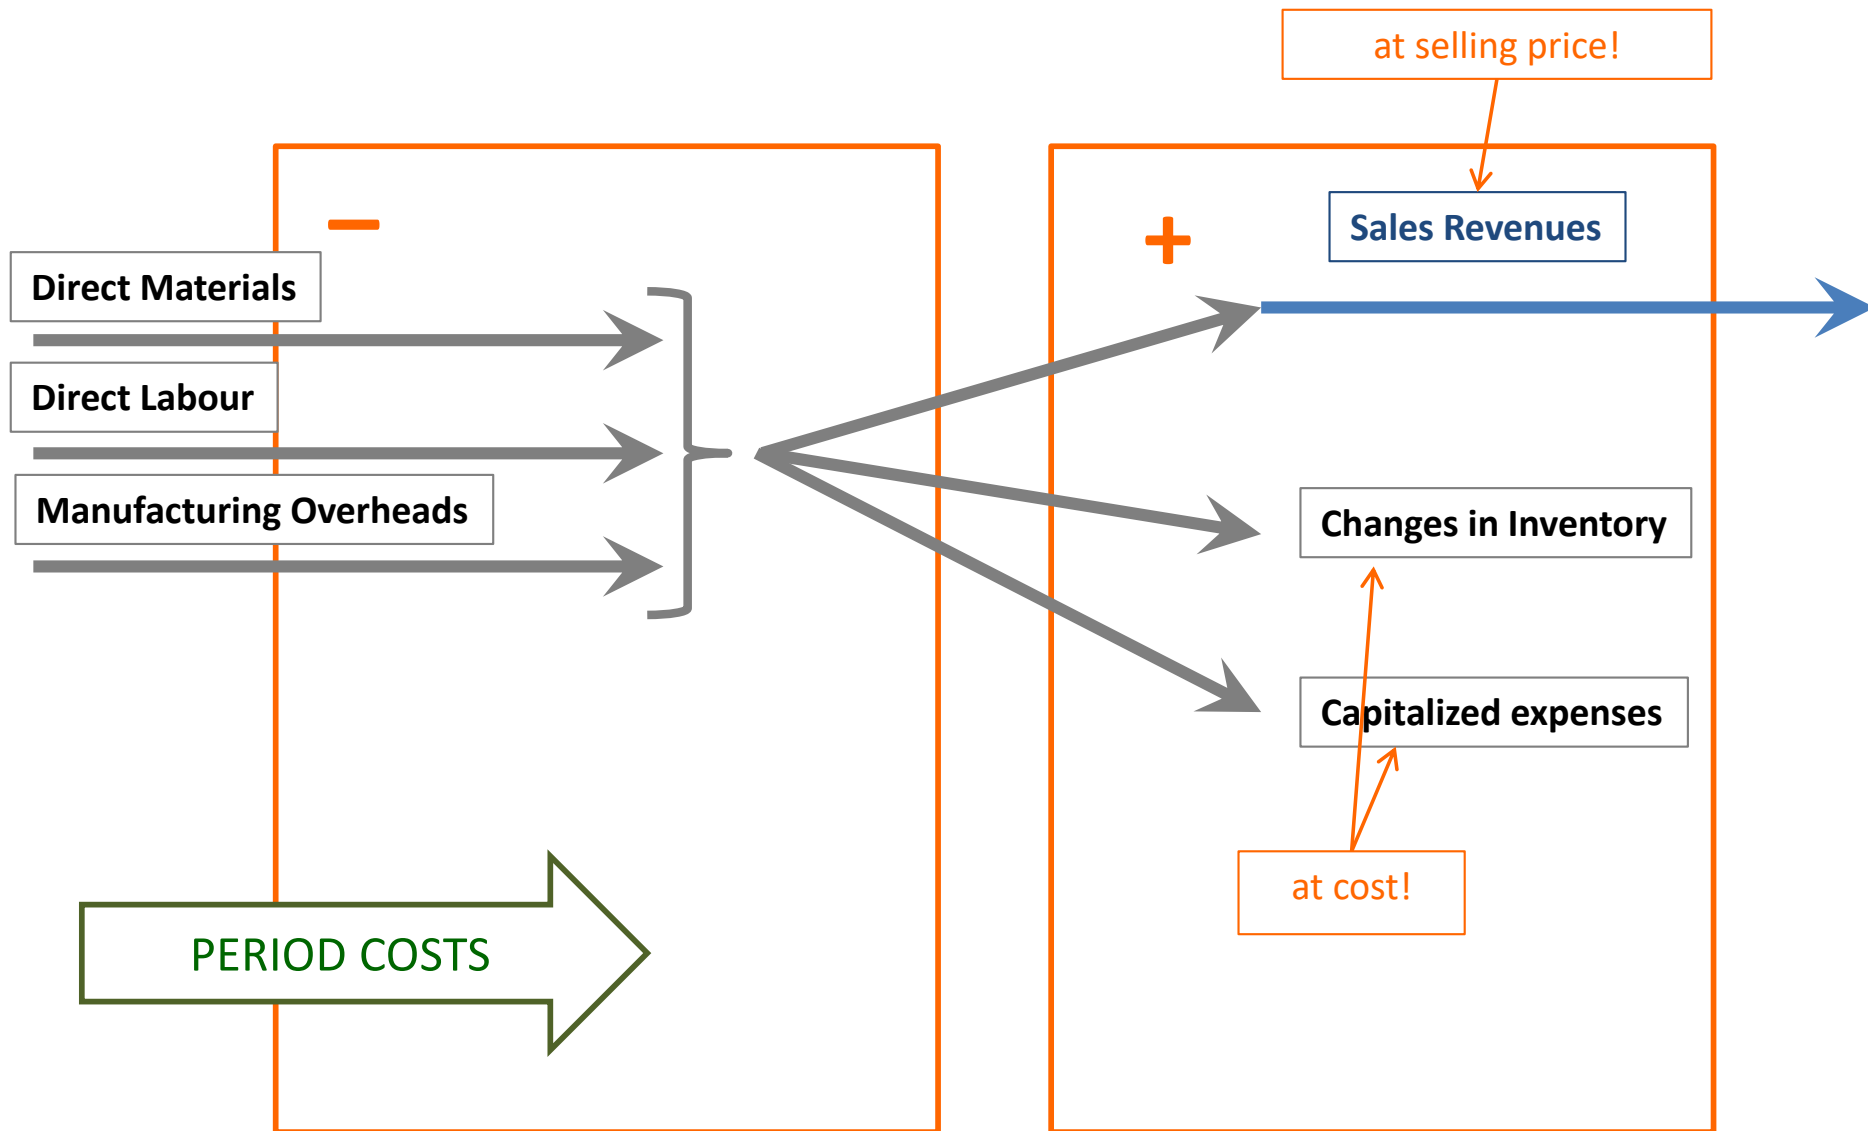 at selling price!
–
+
Sales Revenues
Direct Materials
Direct Labour
Manufacturing Overheads
Changes in Inventory
Capitalized expenses
at cost!
PERIOD COSTS